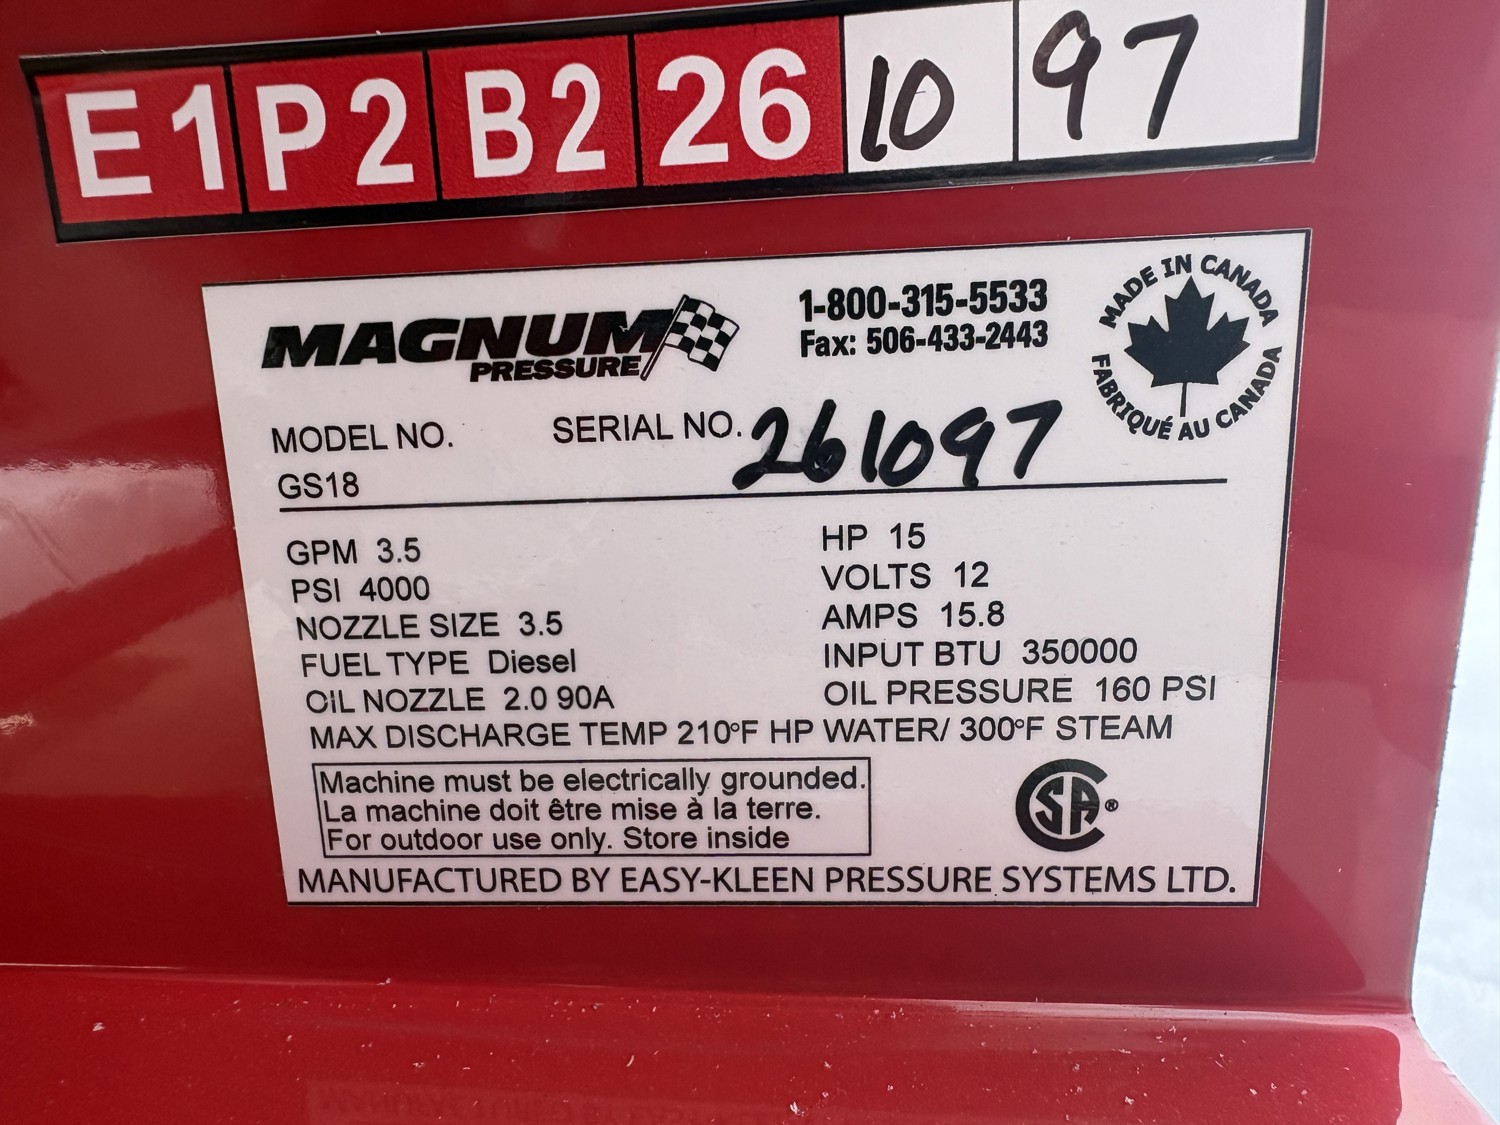 E1 P2 B2 26 10 97
MAGNUM
PRESSURE
1-800-315-5533
Fax: 506-433-2443
MADE IN CANADA
FABRIQUÉ AU CANADA
MODEL NO.
GS18
SERIAL NO. 261097
GPM 3.5
PSI 4000
NOZZLE SIZE 3.5
FUEL TYPE Diesel
OIL NOZZLE 2.0 90A
HP 15
VOLTS 12
AMPS 15.8
INPUT BTU 350000
OIL PRESSURE 160 PSI
MAX DISCHARGE TEMP 210°F HP WATER/ 300°F STEAM
Machine must be electrically grounded.
La machine doit être mise à la terre.
For outdoor use only. Store inside
CSA®
MANUFACTURED BY EASY-KLEEN PRESSURE SYSTEMS LTD.